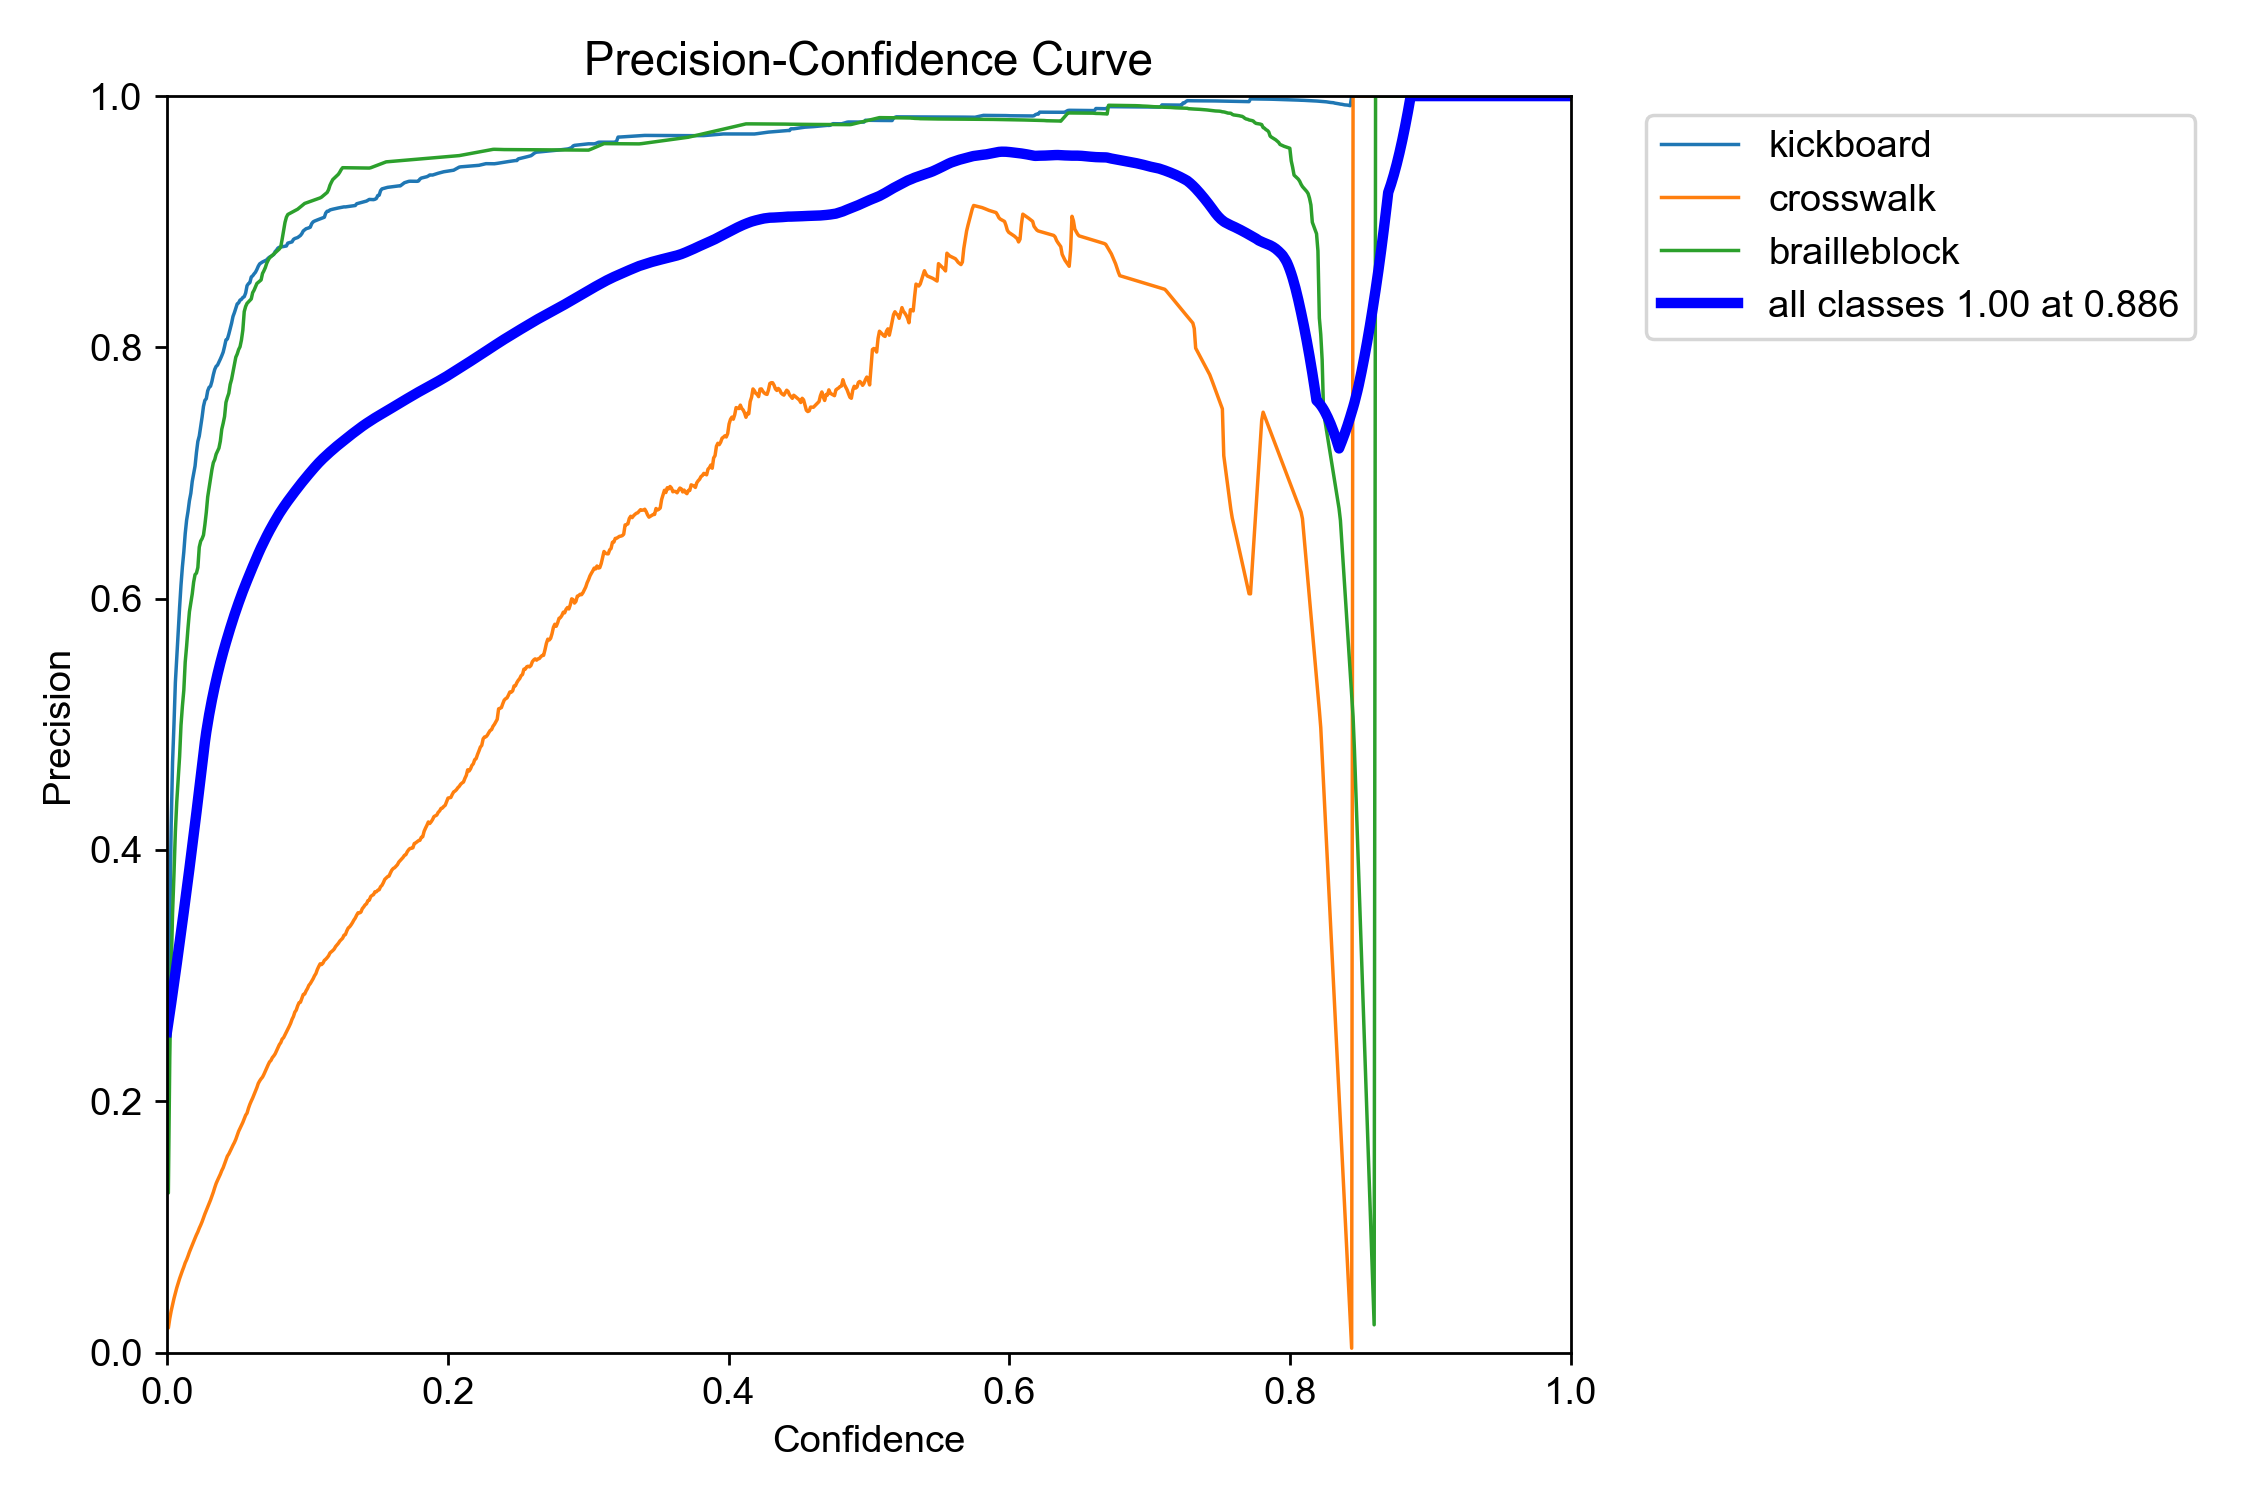 Precision-Confidence Curve
1.0
0.8
0.6
0.4
0.2
0.0
Precision
0.0 0.2 0.4 0.6 0.8 1.0
Confidence
kickboard
crosswalk
brailleblock
all classes 1.00 at 0.886